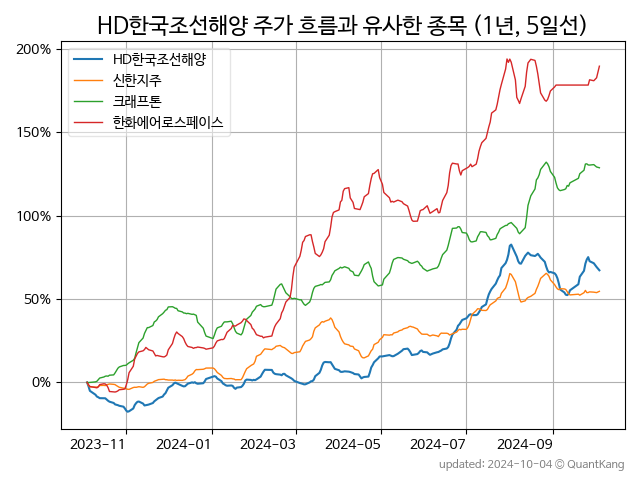 HD한국조선해양 주가 흐름과 유사한 종목 (1년, 5일선)
HD한국조선해양
신한지주
크래프톤
한화에어로스페이스
200%
150%
100%
50%
0%
2023-11 2024-01 2024-03 2024-05 2024-07 2024-09
updated: 2024-10-04 © QuantKang